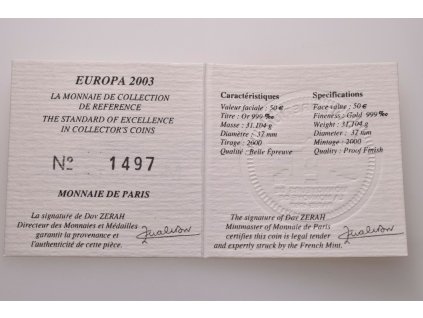 EUROPA 2003
LA MONNAIE DE COLLECTION
DE REFERENCE
THE STANDARD OF EXCELLENCE
IN COLLECTOR'S COINS
No 1497
MONNAIE DE PARIS
La signature de Dov ZERAH
Directeur des Monnaies et Médailles
garantit la provenance et
l'authenticité de cette pièce.
Caractéristiques
Valeur faciale : 50 €
Titre : Or 999 ‰
Masse : 31,104 g
Diamètre : 37 mm
Tirage : 2000
Qualité : Belle Épreuve
Specifications
Face value : 50 €
Fineness : Gold 999 ‰
Weight : 31,104 g
Diameter : 37 mm
Mintage : 2000
Quality : Proof Finish
The signature of Dov ZERAH
Mintmaster of Monnaie de Paris
certifies this coin is legal tender
and expertly struck by the French Mint.